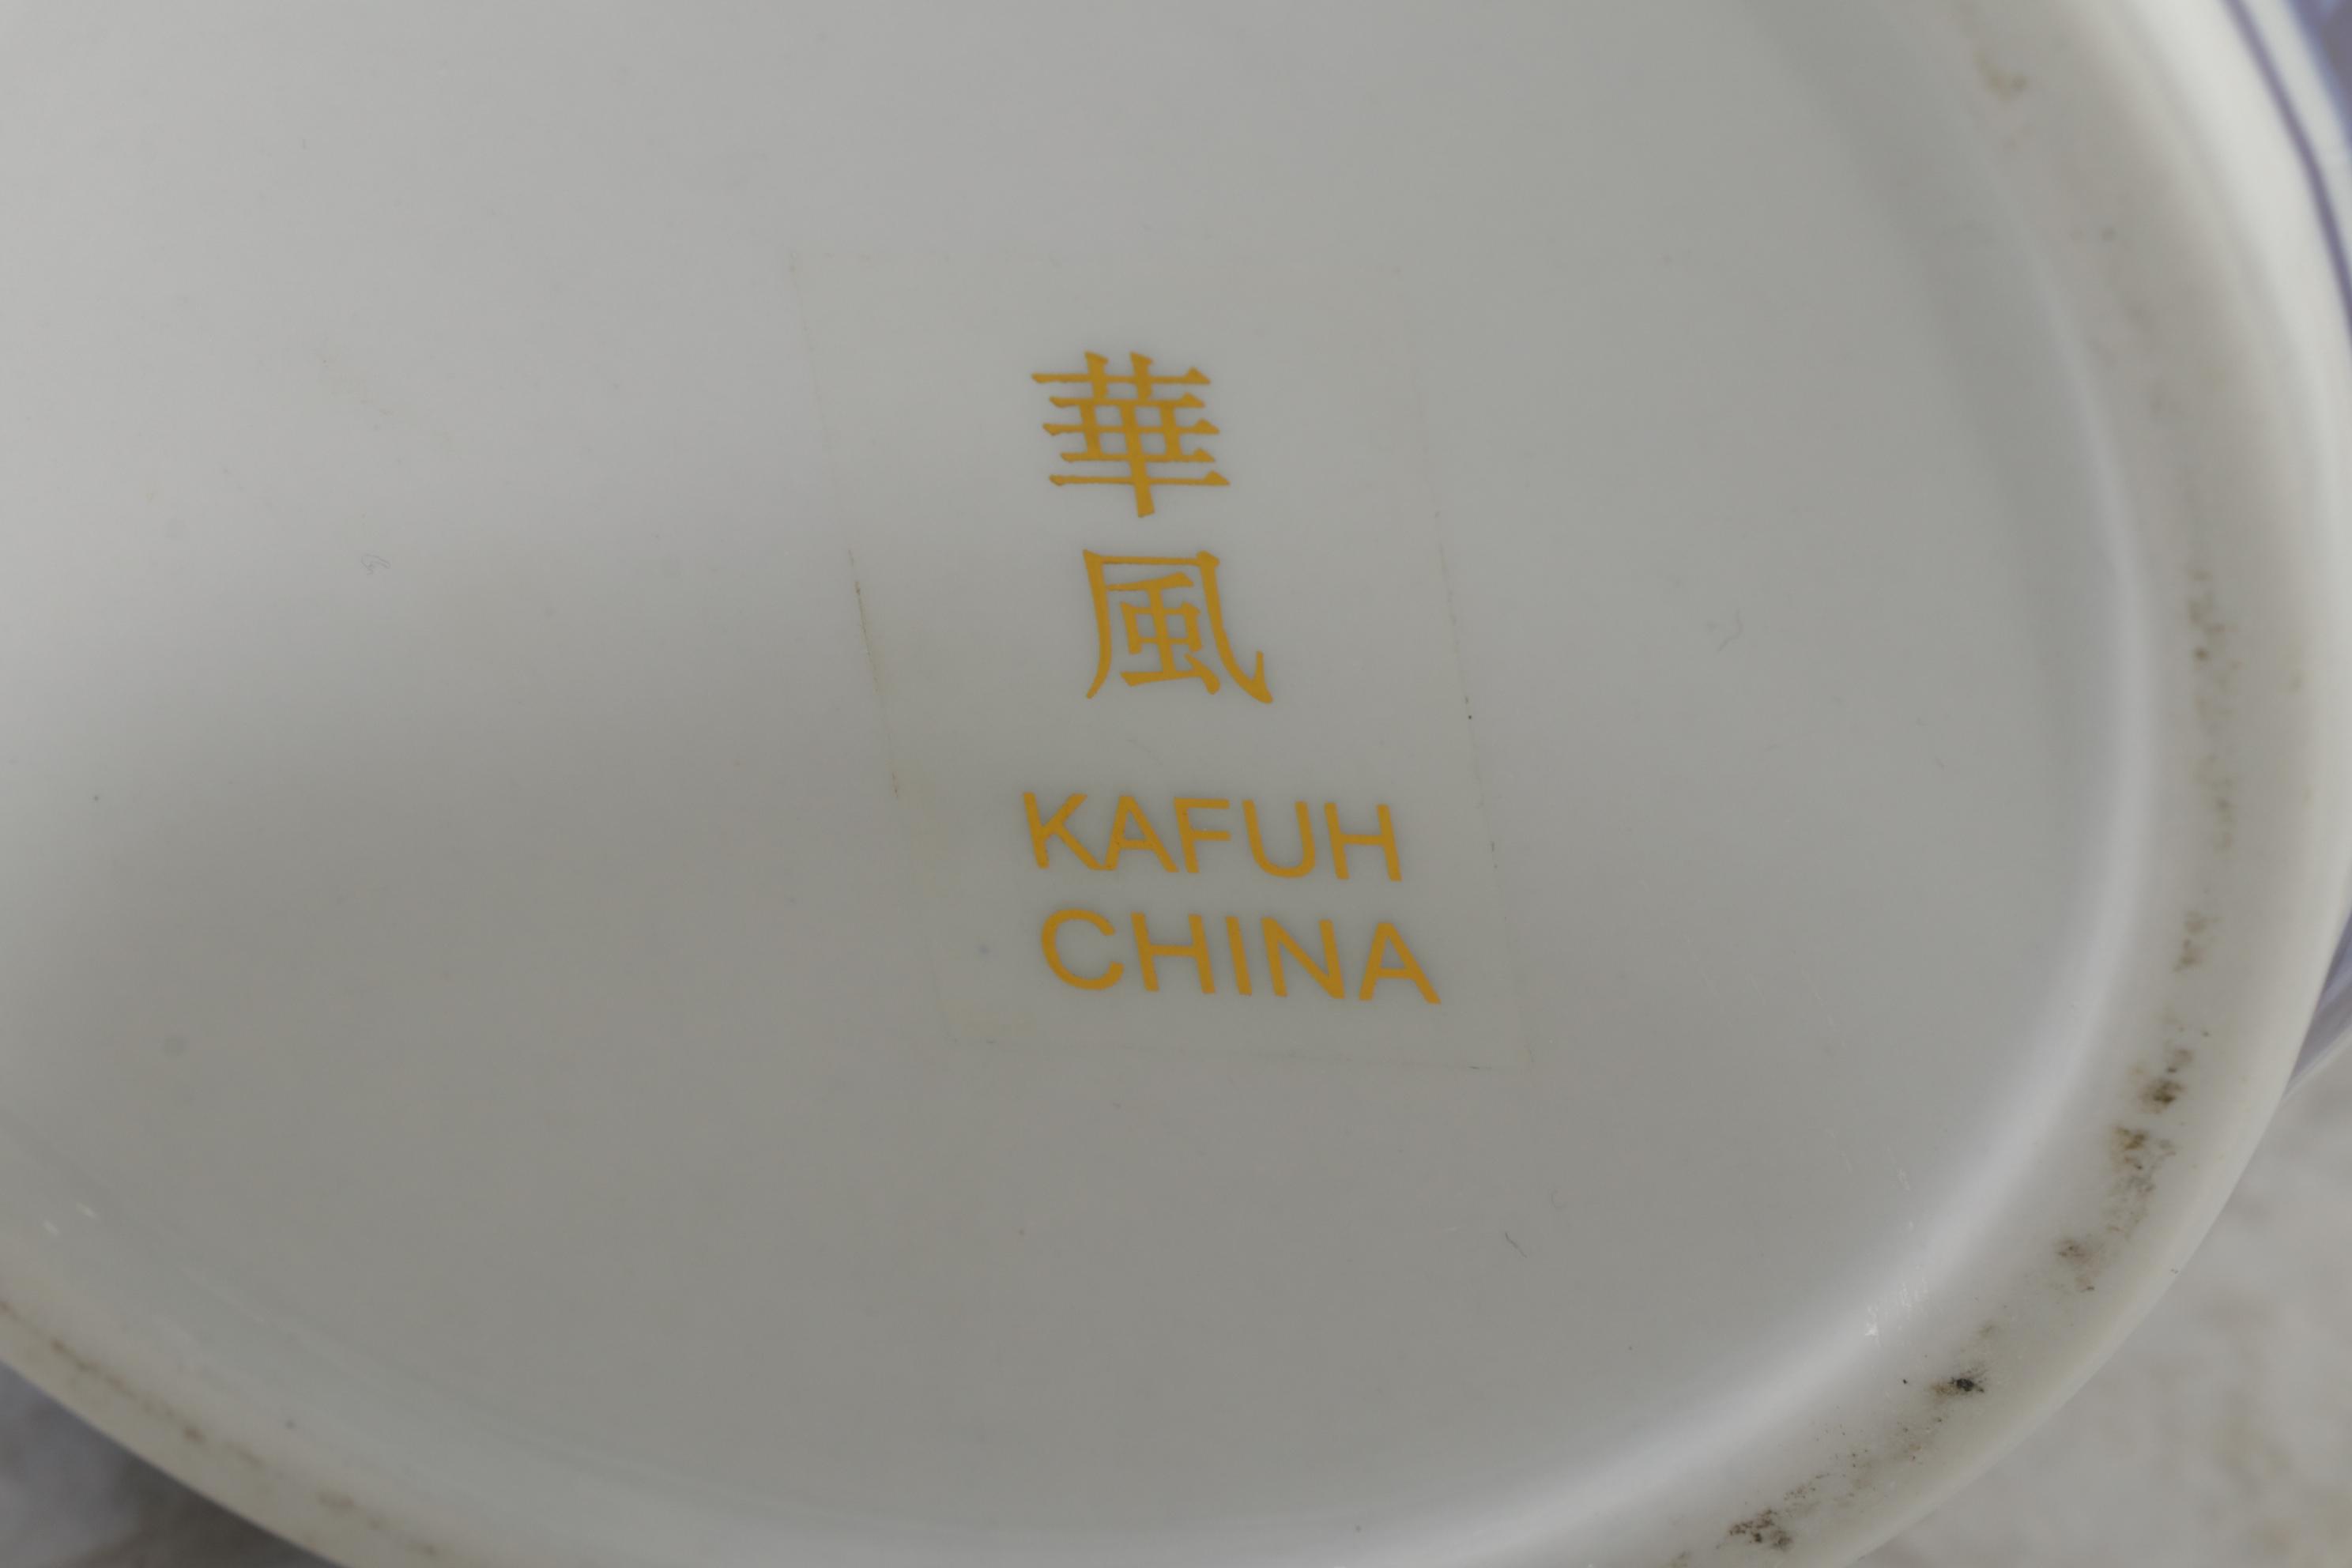 華
風
KAFUH
CHINA